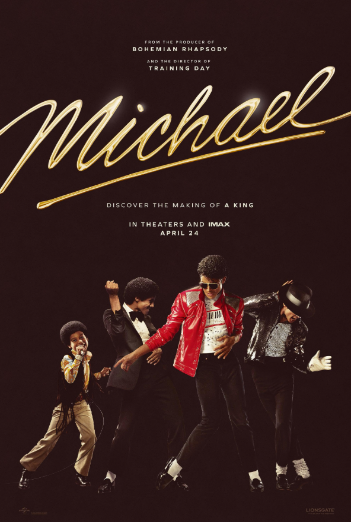 FROM THE PRODUCER OF
BOHEMIAN RHAPSODY
AND THE DIRECTOR OF
TRAINING DAY
Michael
DISCOVER THE MAKING OF A KING
IN THEATERS AND IMAX
APRIL 24
LIONSGATE